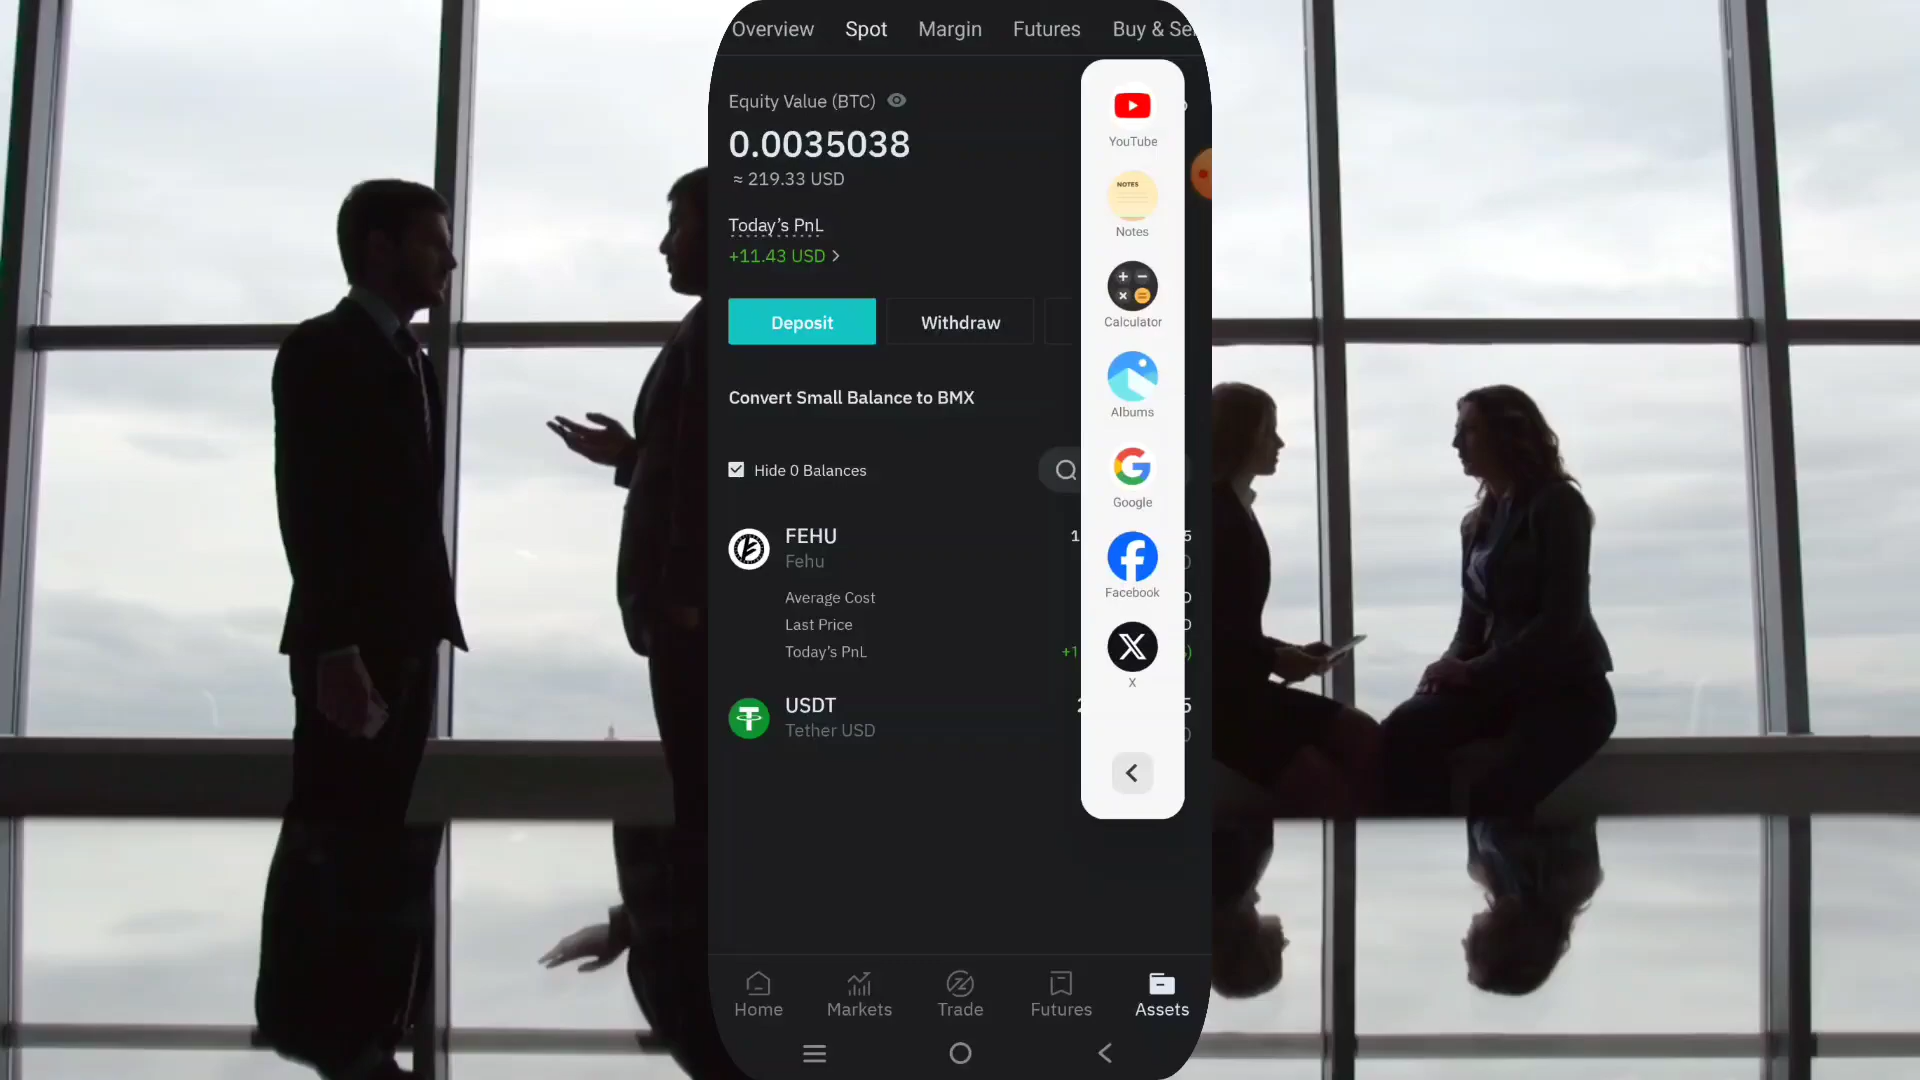 Overview Spot Margin Futures Buy &
Equity Value (BTC)
0.0035038
≈ 219.33 USD
Today's PnL
+11.43 USD
Deposit Withdraw
Convert Small Balance to BMX
Hide 0 Balances
FEHU
Fehu
Average Cost
Last Price
Today's PnL
USDT
Tether USD
YouTube
NOTES
Notes
Calculator
Albums
Google
Facebook
X
Home Markets Trade Futures Assets